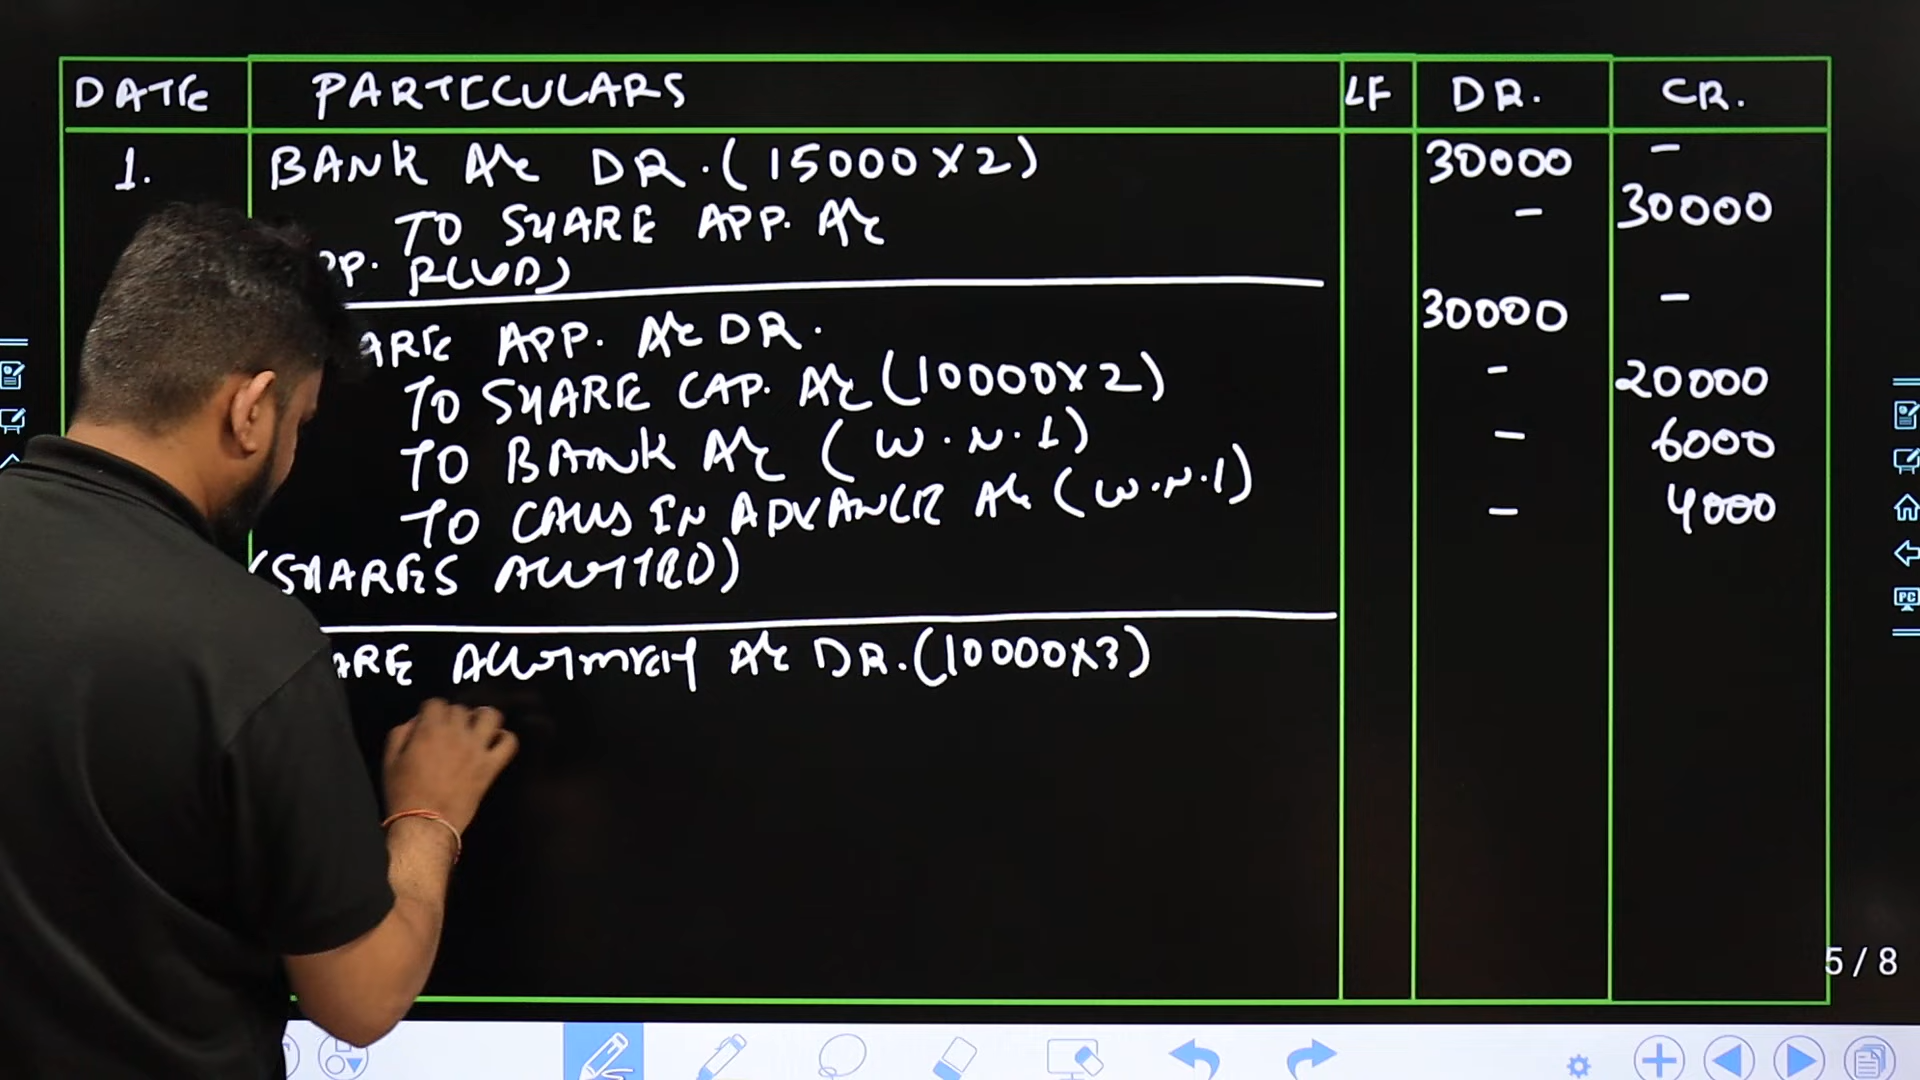 DATE PARTICULARS LF DR. CR.
1. BANK A/c DR. (15000 X 2) 30000 -
TO SHARE APP. A/c - 30000
PP. RCVD)
ARE APP. A/c DR. 30000 -
TO SHARE CAP. A/c (10000 X 2) - 20000
TO BANK A/c (W.N.1) - 6000
TO CALLS IN ADVANCE A/c (W.N.1) - 4000
(SHARES ALLOTTED)
ARE ALLOTMENT A/c DR. (10000 X 3)
5 / 8
PC